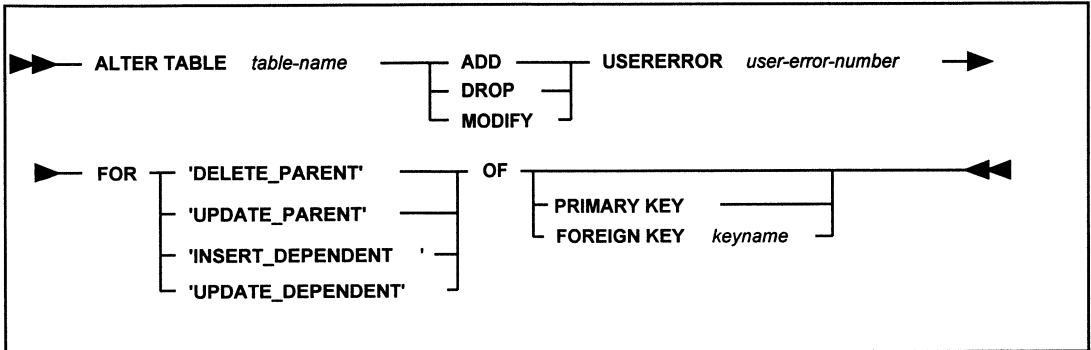 ALTER TABLE table-name ADD USERERROR user-error-number
DROP
MODIFY
FOR 'DELETE_PARENT' OF
'UPDATE_PARENT' PRIMARY KEY
'INSERT_DEPENDENT ' FOREIGN KEY keyname
'UPDATE_DEPENDENT'